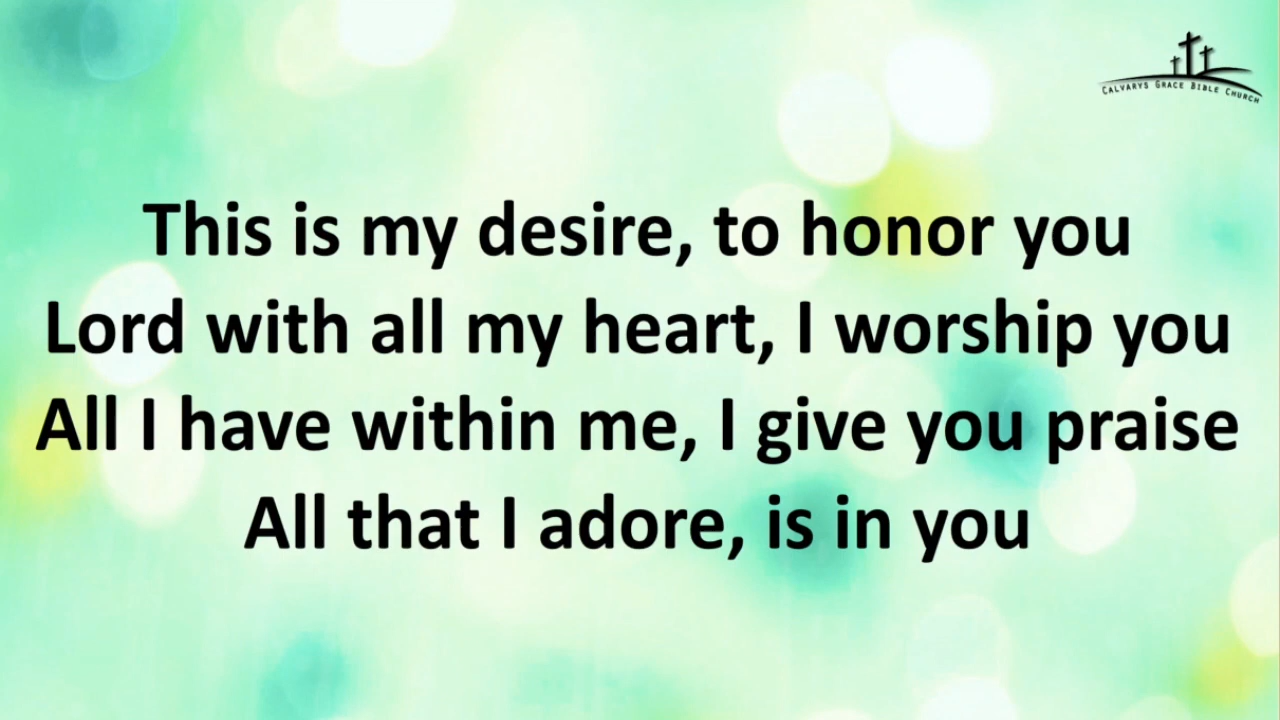 CALVARYS GRACE BIBLE CHURCH
This is my desire, to honor you
Lord with all my heart, I worship you
All I have within me, I give you praise
All that I adore, is in you